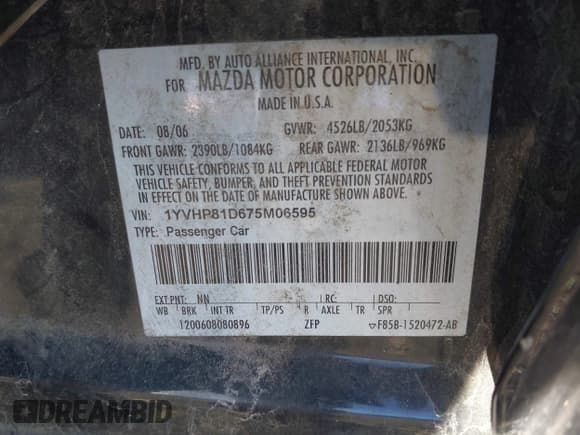 MFD. BY AUTO ALLIANCE INTERNATIONAL, INC.
FOR MAZDA MOTOR CORPORATION
MADE IN U.S.A.
DATE: 08/06 GVWR: 4526LB/2053KG
FRONT GAWR: 2390LB/1084KG REAR GAWR: 2136LB/969KG
THIS VEHICLE CONFORMS TO ALL APPLICABLE FEDERAL MOTOR
VEHICLE SAFETY, BUMPER, AND THEFT PREVENTION STANDARDS
IN EFFECT ON THE DATE OF MANUFACTURE SHOWN ABOVE.
VIN: 1YVHP81D675M06595
TYPE: Passenger Car
EXT.PNT: NN RC: DSO:
WB BRK INT TR TP/PS R AXLE TR SPR
1200608080896 ZFP F85B-1520472-AB
DREAMBID